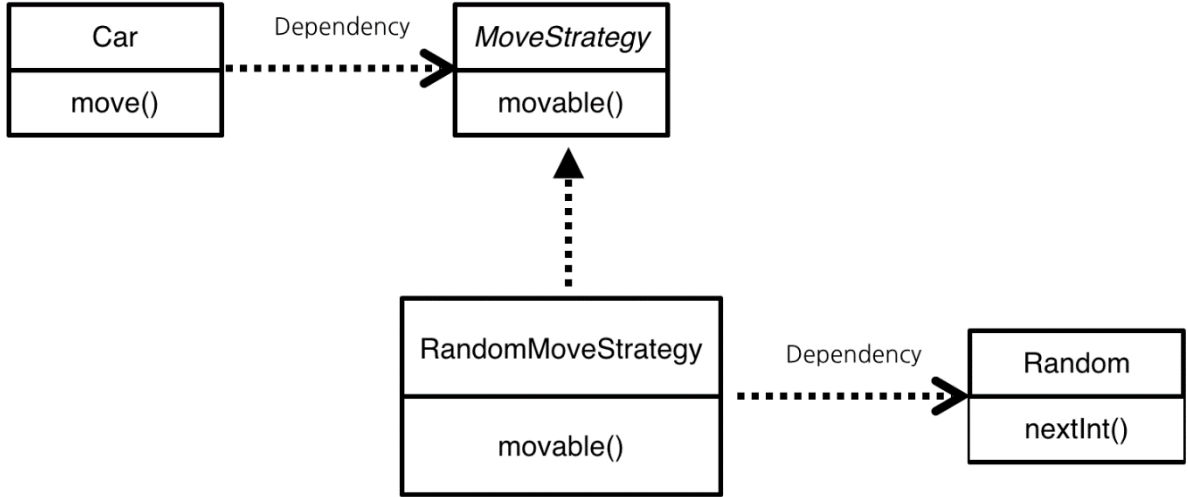 Car
Dependency
MoveStrategy
move()
movable()
RandomMoveStrategy
Dependency
Random
movable()
nextInt()